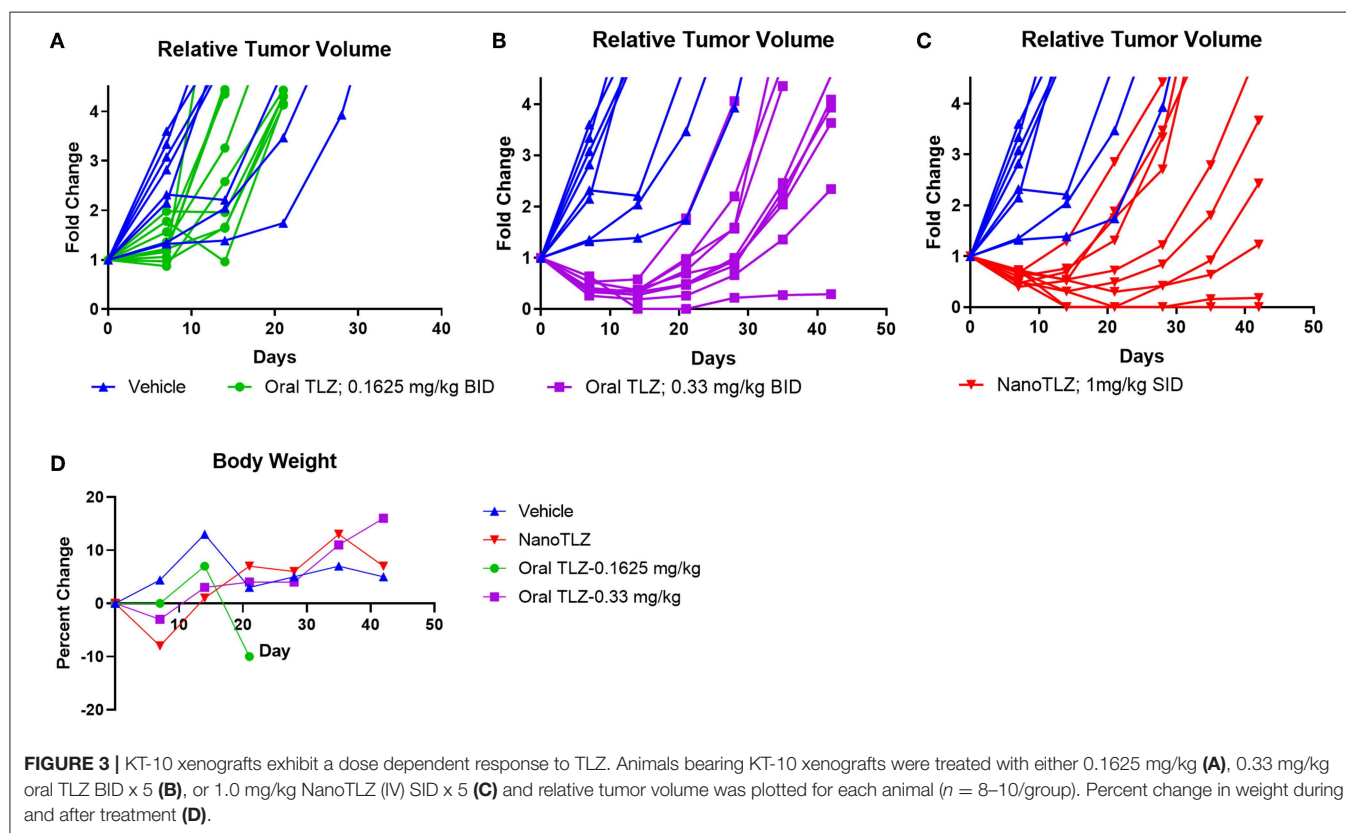 A
Relative Tumor Volume
Fold Change
4
3
2
1
0
0 10 20 30 40
Days
B
Relative Tumor Volume
Fold Change
4
3
2
1
0
0 10 20 30 40 50
Days
C
Relative Tumor Volume
Fold Change
4
3
2
1
0
0 10 20 30 40 50
Days
Vehicle
Oral TLZ; 0.1625 mg/kg BID
Oral TLZ; 0.33 mg/kg BID
NanoTLZ; 1mg/kg SID
D
Body Weight
Percent Change
20
10
0
-10
-20
10 20 30 40 50
Day
Vehicle
NanoTLZ
Oral TLZ-0.1625 mg/kg
Oral TLZ-0.33 mg/kg
FIGURE 3 | KT-10 xenografts exhibit a dose dependent response to TLZ. Animals bearing KT-10 xenografts were treated with either 0.1625 mg/kg (A), 0.33 mg/kg
oral TLZ BID x 5 (B), or 1.0 mg/kg NanoTLZ (IV) SID x 5 (C) and relative tumor volume was plotted for each animal (n = 8–10/group). Percent change in weight during
and after treatment (D).